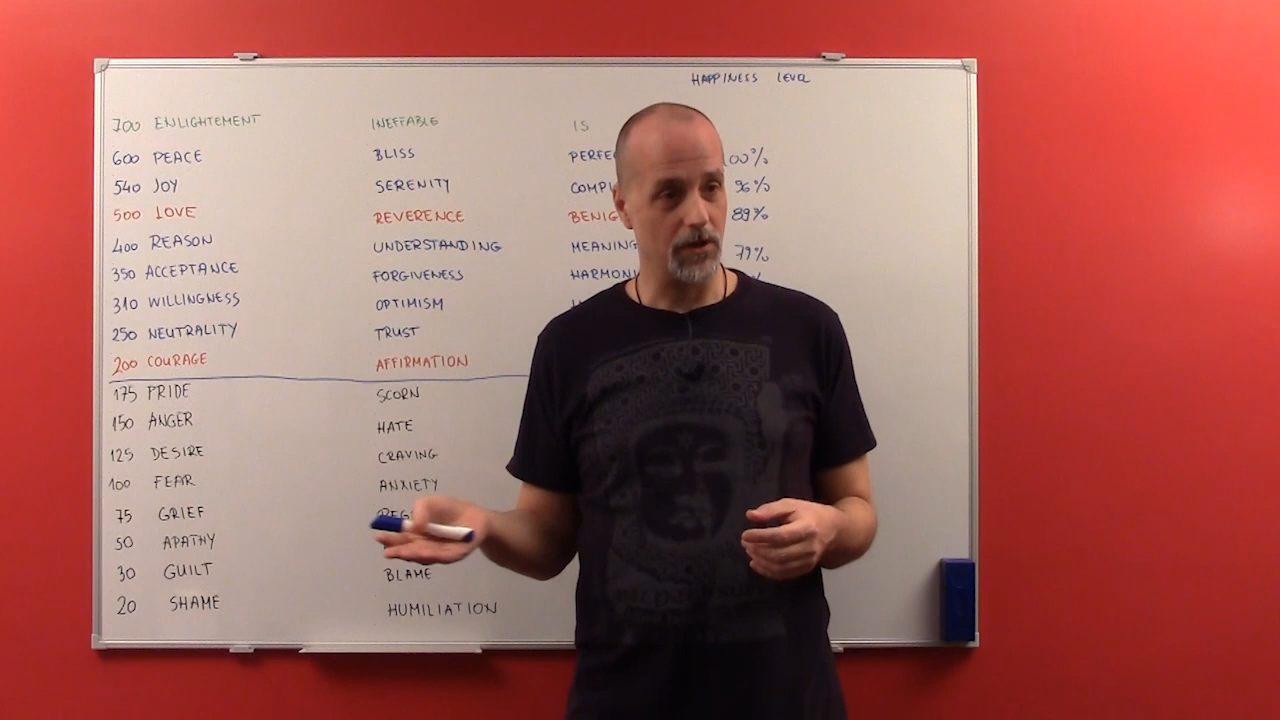 HAPPINESS LEVEL
700 ENLIGHTEMENT INEFFABLE IS
600 PEACE BLISS
540 JOY SERENITY 96%
500 LOVE REVERENCE 89%
400 REASON UNDERSTANDING MEANING 79%
350 ACCEPTANCE FORGIVENESS
310 WILLINGNESS OPTIMISM
250 NEUTRALITY TRUST
200 COURAGE AFFIRMATION
175 PRIDE SCORN
150 ANGER HATE
125 DESIRE CRAVING
100 FEAR ANXIETY
75 GRIEF
50 APATHY
30 GUILT BLAME
20 SHAME HUMILIATION